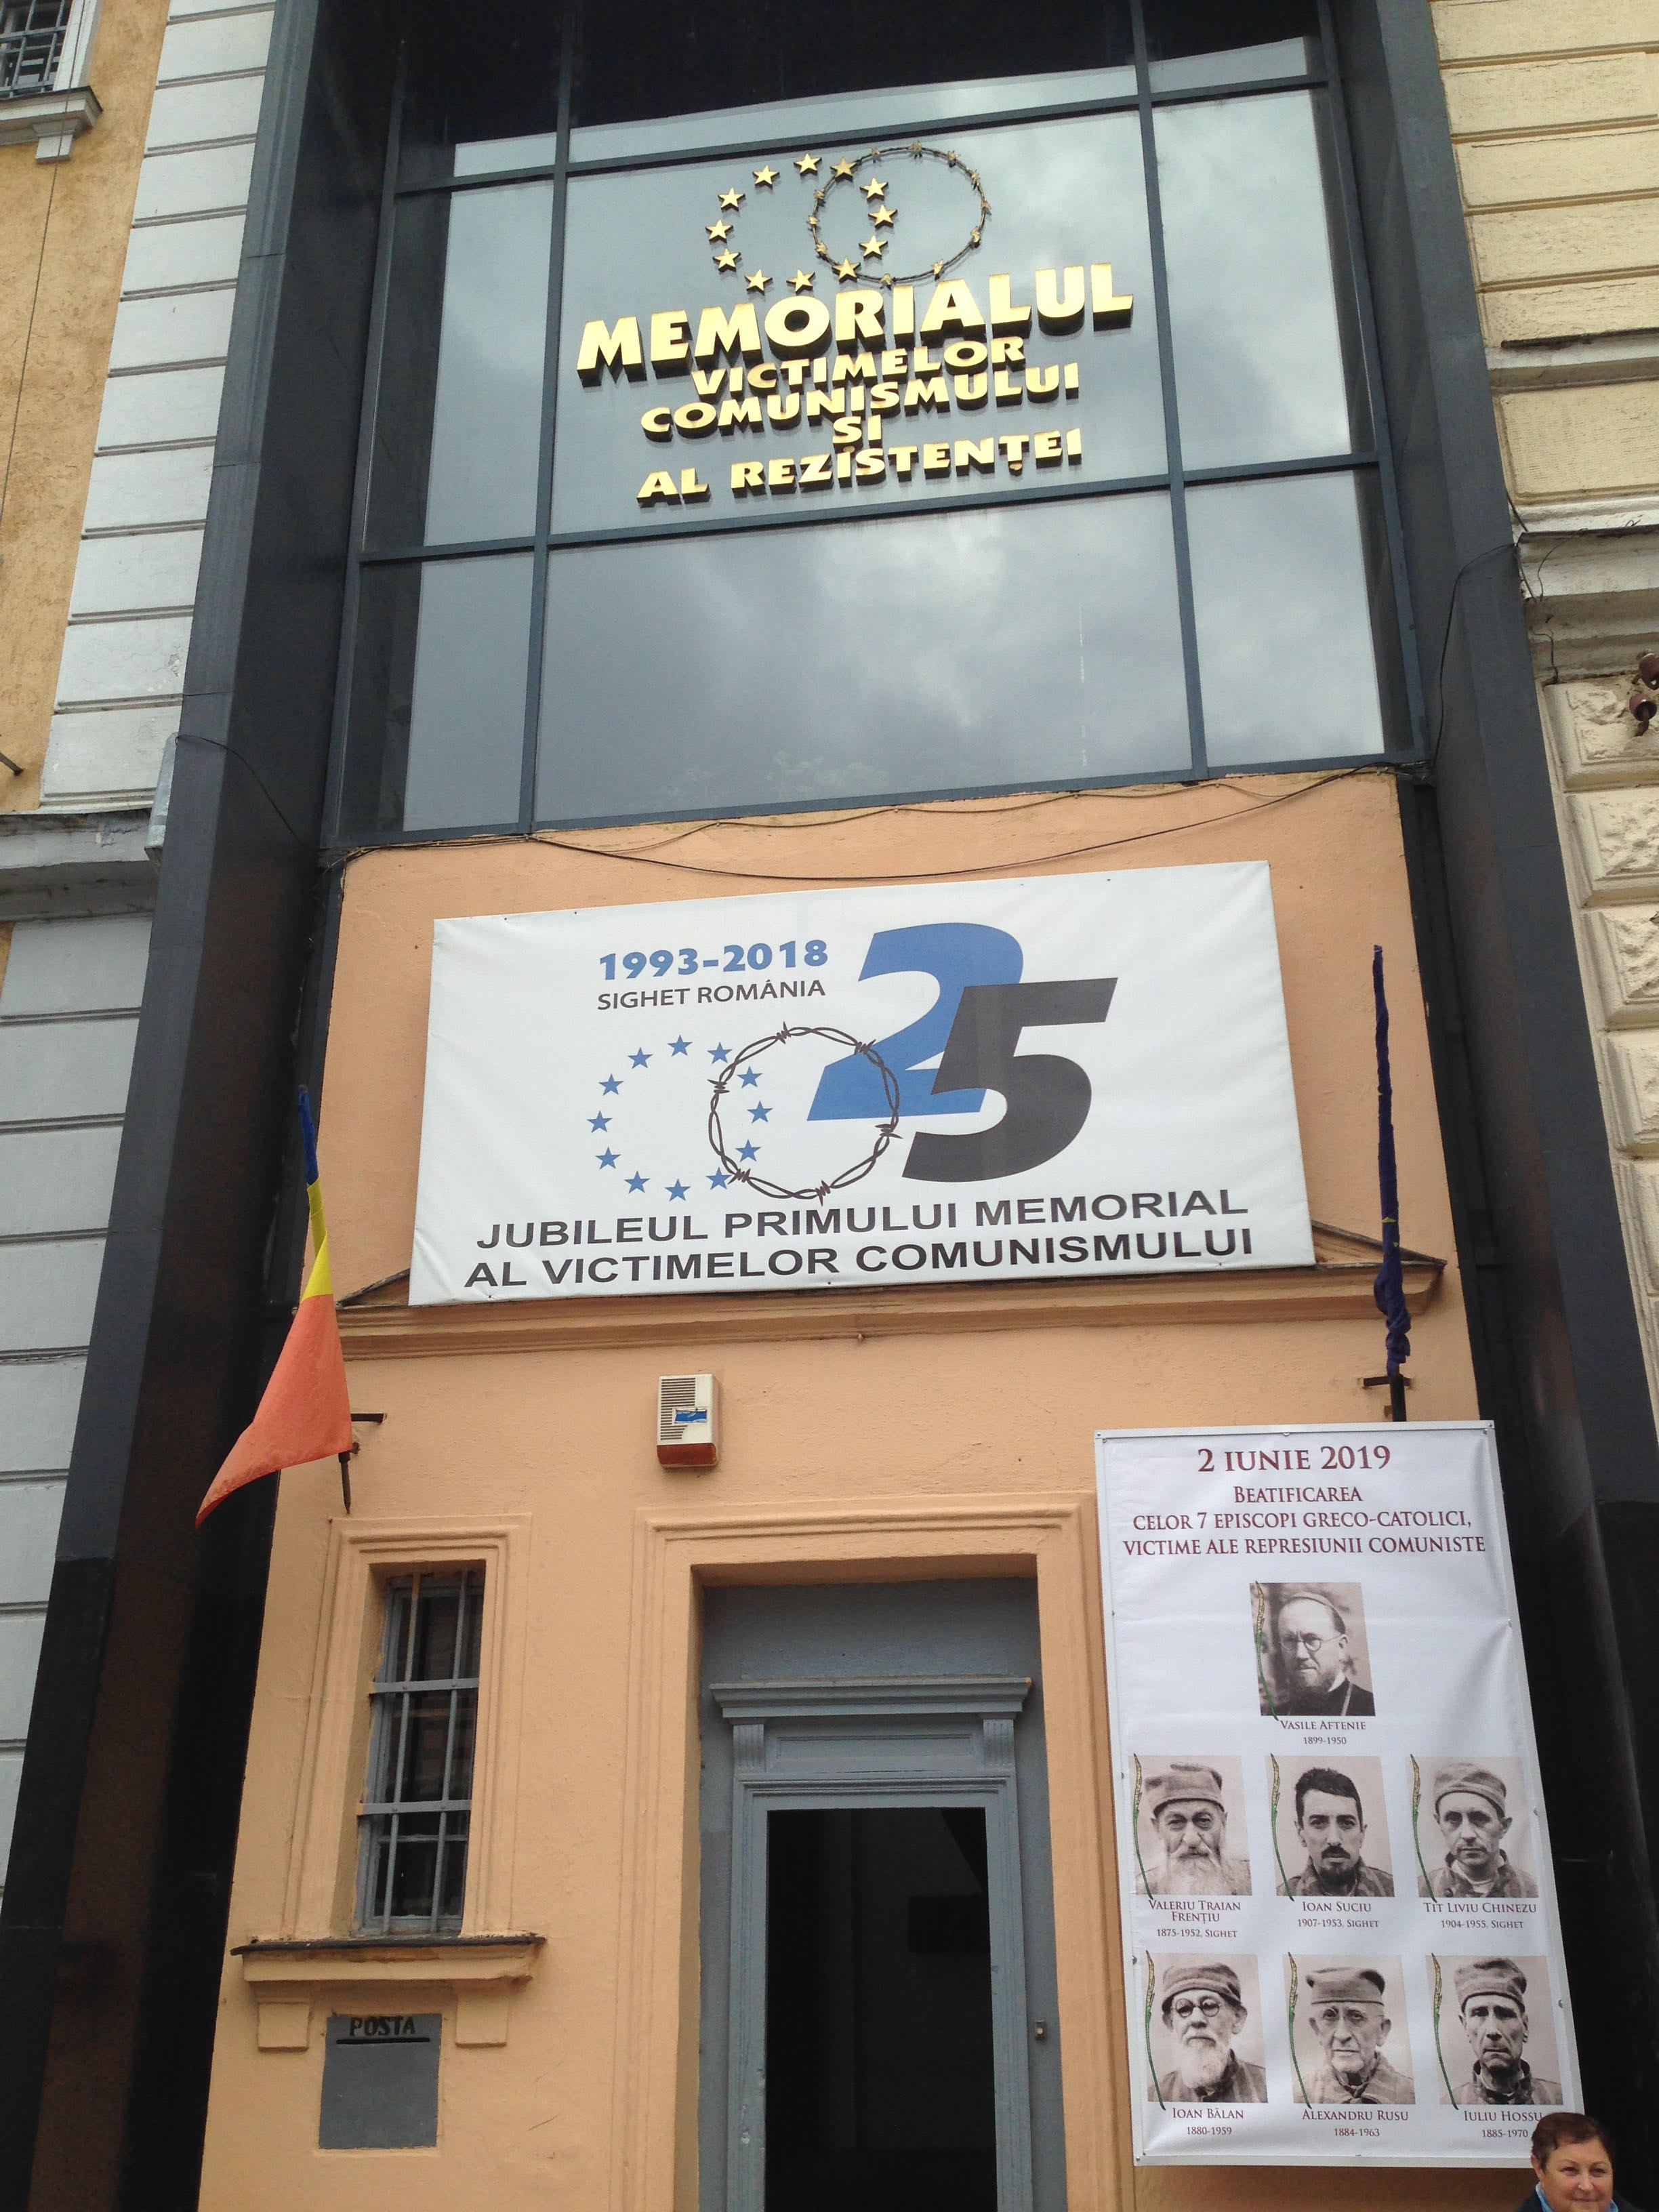 MEMORIALUL
VICTIMELOR
COMUNISMULUI
ȘI
AL REZISTENȚEI
1993-2018
SIGHET ROMÂNIA
25
JUBILEUL PRIMULUI MEMORIAL
AL VICTIMELOR COMUNISMULUI
2 IUNIE 2019
BEATIFICAREA
CELOR 7 EPISCOPI GRECO-CATOLICI,
VICTIME ALE REPRESIUNII COMUNISTE
VASILE AFTENIE
1899-1950
VALERIU TRAIAN
FRENȚIU
1875-1952, SIGHET
IOAN SUCIU
1907-1953, SIGHET
TIT LIVIU CHINEZU
1904-1955, SIGHET
IOAN BĂLAN
1880-1959
ALEXANDRU RUSU
1884-1963
IULIU HOSSU
1885-1970
POSTA